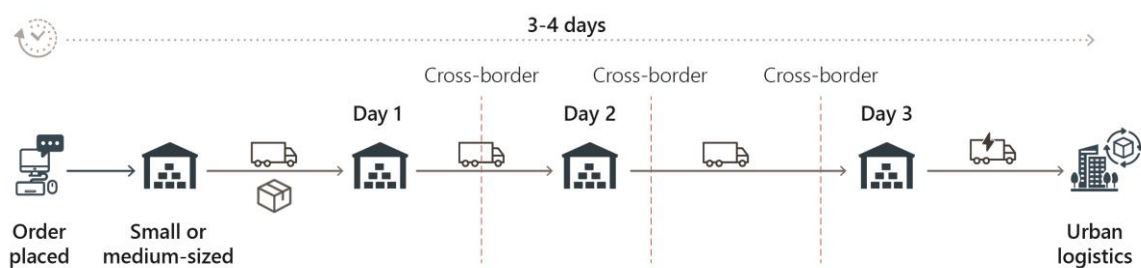 3-4 days
Cross-border
Cross-border
Cross-border
Day 1
Day 2
Day 3
Order
placed
Small or
medium-sized
Urban
logistics